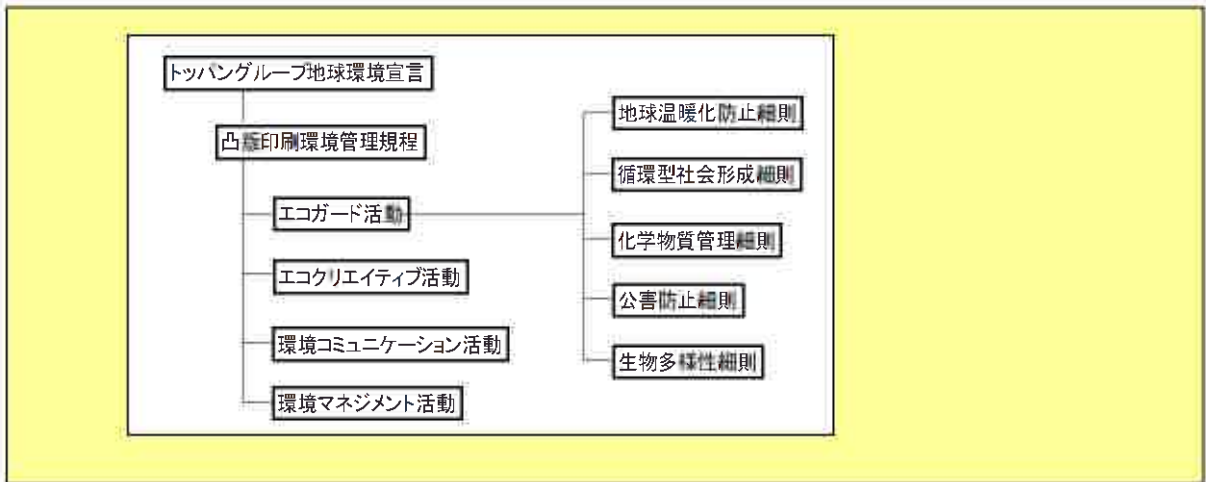 トッパングループ地球環境宣言
凸版印刷環境管理規程
エコガード活動
エコクリエイティブ活動
環境コミュニケーション活動
環境マネジメント活動
地球温暖化防止細則
循環型社会形成細則
化学物質管理細則
公害防止細則
生物多様性細則